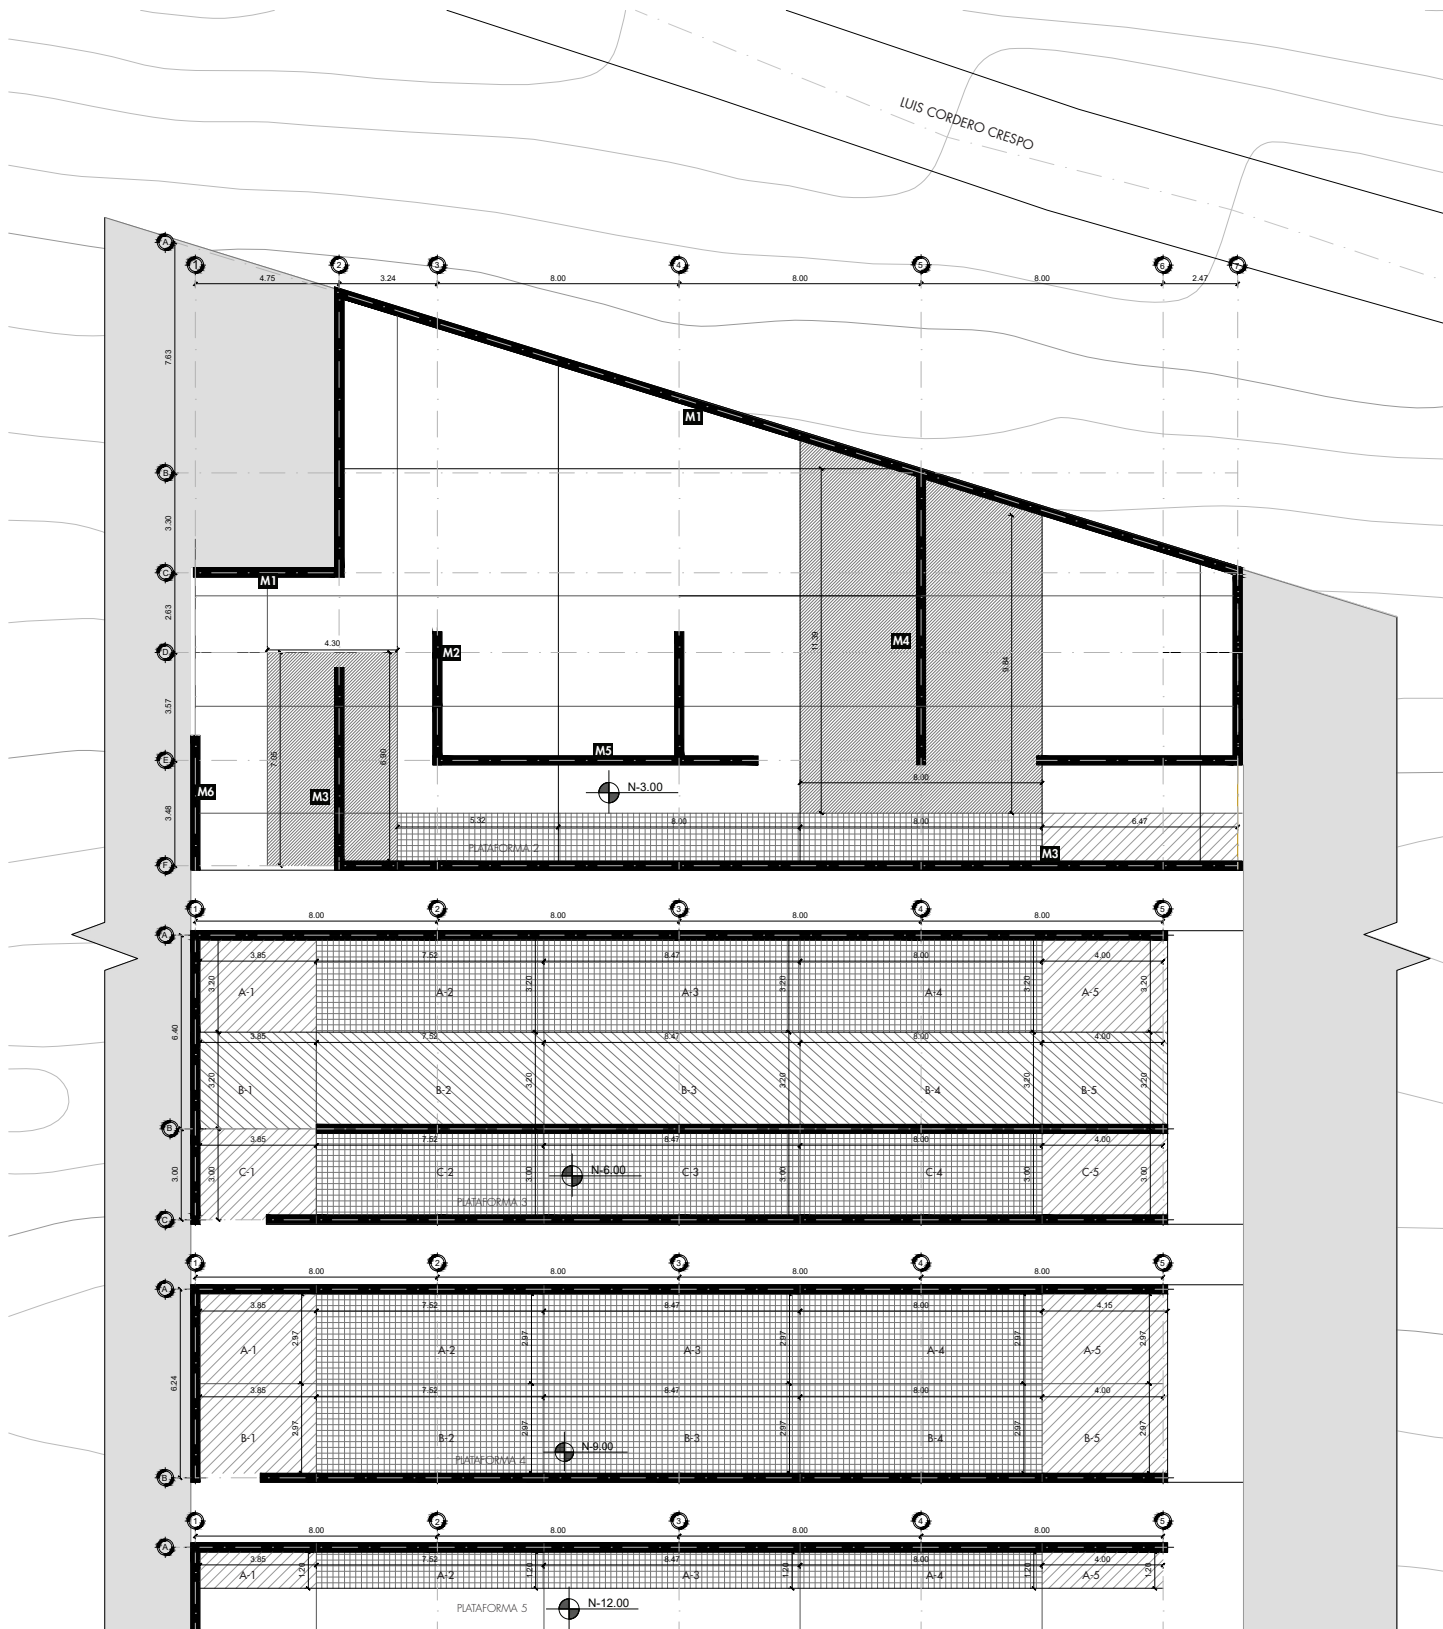 LUIS CORDERO CRESPO
A
1 2 3 4 5 6 7
4.75 3.24 8.00 8.00 8.00 2.47
7.63
M1
B
3.30
C
M1
2.63
4.30
D
M2
M4
11.39
9.84
3.57
7.05
6.90
E
M5
8.00
M6
M3
N-3.00
3.48
5.32 8.00 8.00 6.47
PLATAFORMA 2
M3
F
1 2 3 4 5
8.00 8.00 8.00 8.00
A
3.85 7.52 8.47 8.00 4.00
3.20 3.20 3.20 3.20 3.20
A-1 A-2 A-3 A-4 A-5
6.40
3.85 7.52 8.47 8.00 4.00
3.20 3.20 3.20 3.20 3.20
B-1 B-2 B-3 B-4 B-5
B
3.85 7.52 8.47 8.00 4.00
3.00
3.00 3.00 3.00 3.00 3.00
C-1 C-2 N-6.00 C-3 C-4 C-5
PLATAFORMA 3
C
1 2 3 4 5
8.00 8.00 8.00 8.00
A
3.85 7.52 8.47 8.00 4.15
2.97 2.97 2.97 2.97 2.97
A-1 A-2 A-3 A-4 A-5
6.24
3.85 7.52 8.47 8.00 4.00
2.97 2.97 2.97 2.97 2.97
B-1 B-2 B-3 B-4 B-5
N-9.00
PLATAFORMA 4
B
1 2 3 4 5
8.00 8.00 8.00 8.00
A
3.85 7.52 8.47 8.00 4.00
1.20 1.20 1.20 1.20 1.20
A-1 A-2 A-3 A-4 A-5
PLATAFORMA 5 N-12.00